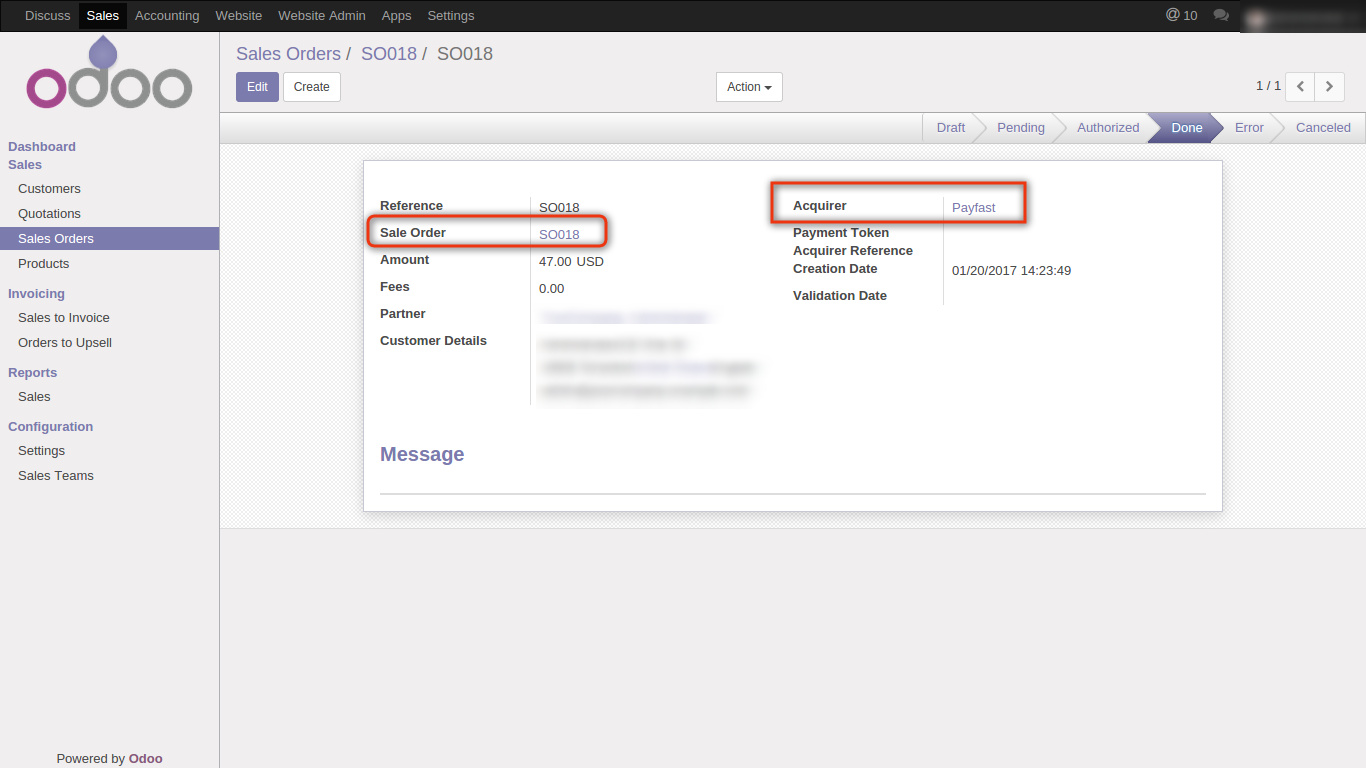 Discuss Sales Accounting Website Website Admin Apps Settings @ 10
odoo
Sales Orders / SO018 / SO018
Edit Create Action 1 / 1
Draft Pending Authorized Done Error Canceled
Dashboard
Sales
Customers
Quotations
Sales Orders
Products
Invoicing
Sales to Invoice
Orders to Upsell
Reports
Sales
Configuration
Settings
Sales Teams
Powered by Odoo
Reference SO018
Sale Order SO018
Amount 47.00 USD
Fees 0.00
Partner
Customer Details
Acquirer Payfast
Payment Token
Acquirer Reference
Creation Date 01/20/2017 14:23:49
Validation Date
Message